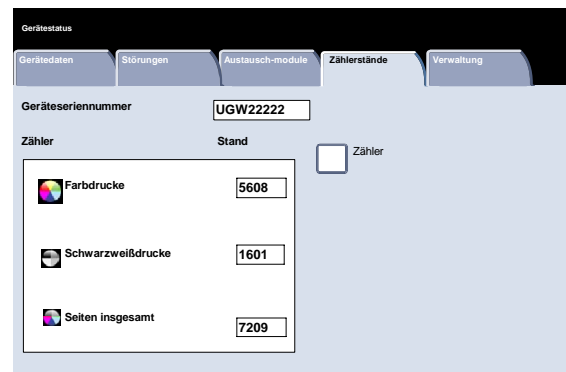 Gerätestatus
Gerätedaten Störungen Austausch-module Zählerstände Verwaltung
Geräteseriennummer UGW22222
Zähler Stand
Zähler
Farbdrucke 5608
Schwarzweißdrucke 1601
Seiten insgesamt 7209